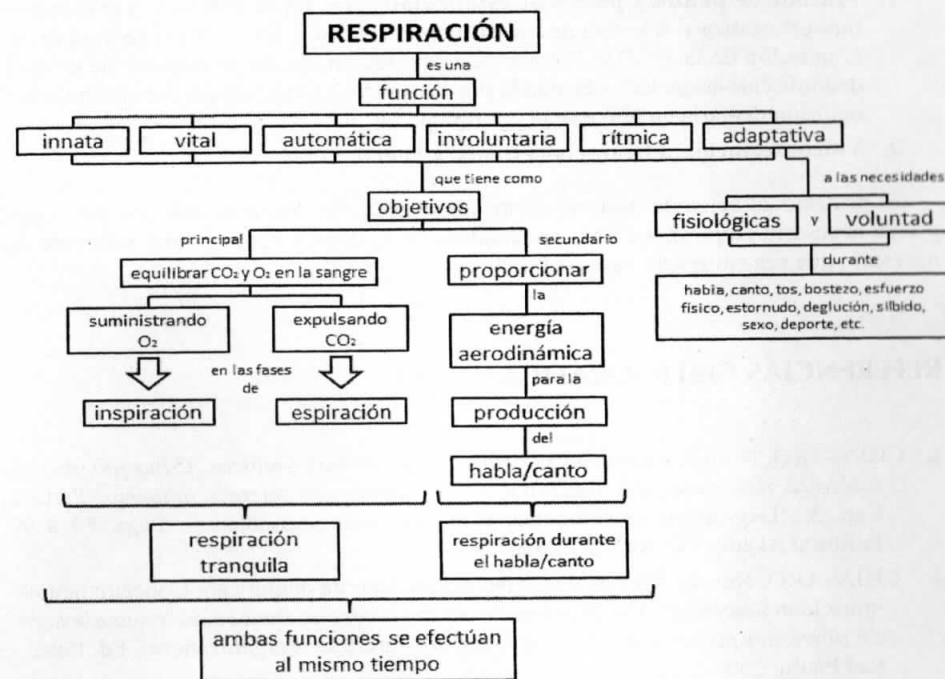 RESPIRACIÓN
es una
función
innata
vital
automática
involuntaria
rítmica
adaptativa
que tiene como
a las necesidades
objetivos
fisiológicas
y
voluntad
principal
secundario
durante
equilibrar CO₂ y O₂ en la sangre
proporcionar
habla, canto, tos, bostezo, esfuerzo
físico, estornudo, deglución, silbido,
sexo, deporte, etc.
la
suministrando
O₂
expulsando
CO₂
energía
aerodinámica
en las fases
de
para la
inspiración
espiración
producción
del
habla/canto
respiración
tranquila
respiración durante
el habla/canto
ambas funciones se efectúan
al mismo tiempo